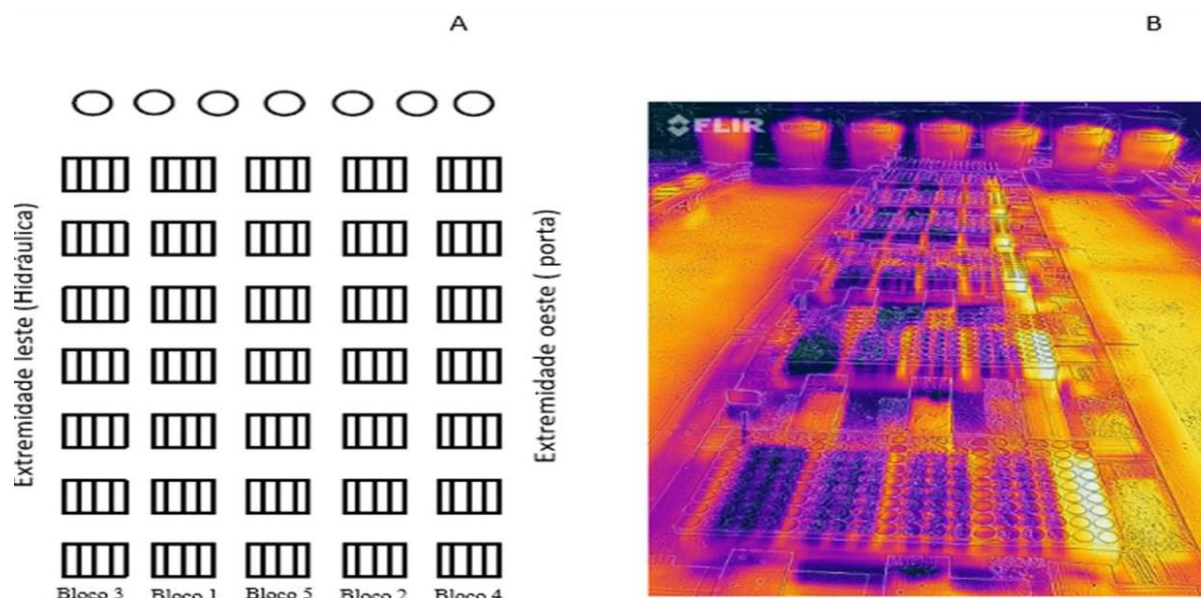 A
B
FLIR
Extremidade leste (Hidráulica)
Extremidade oeste ( porta)
Bloco 3 Bloco 1 Bloco 5 Bloco 2 Bloco 4